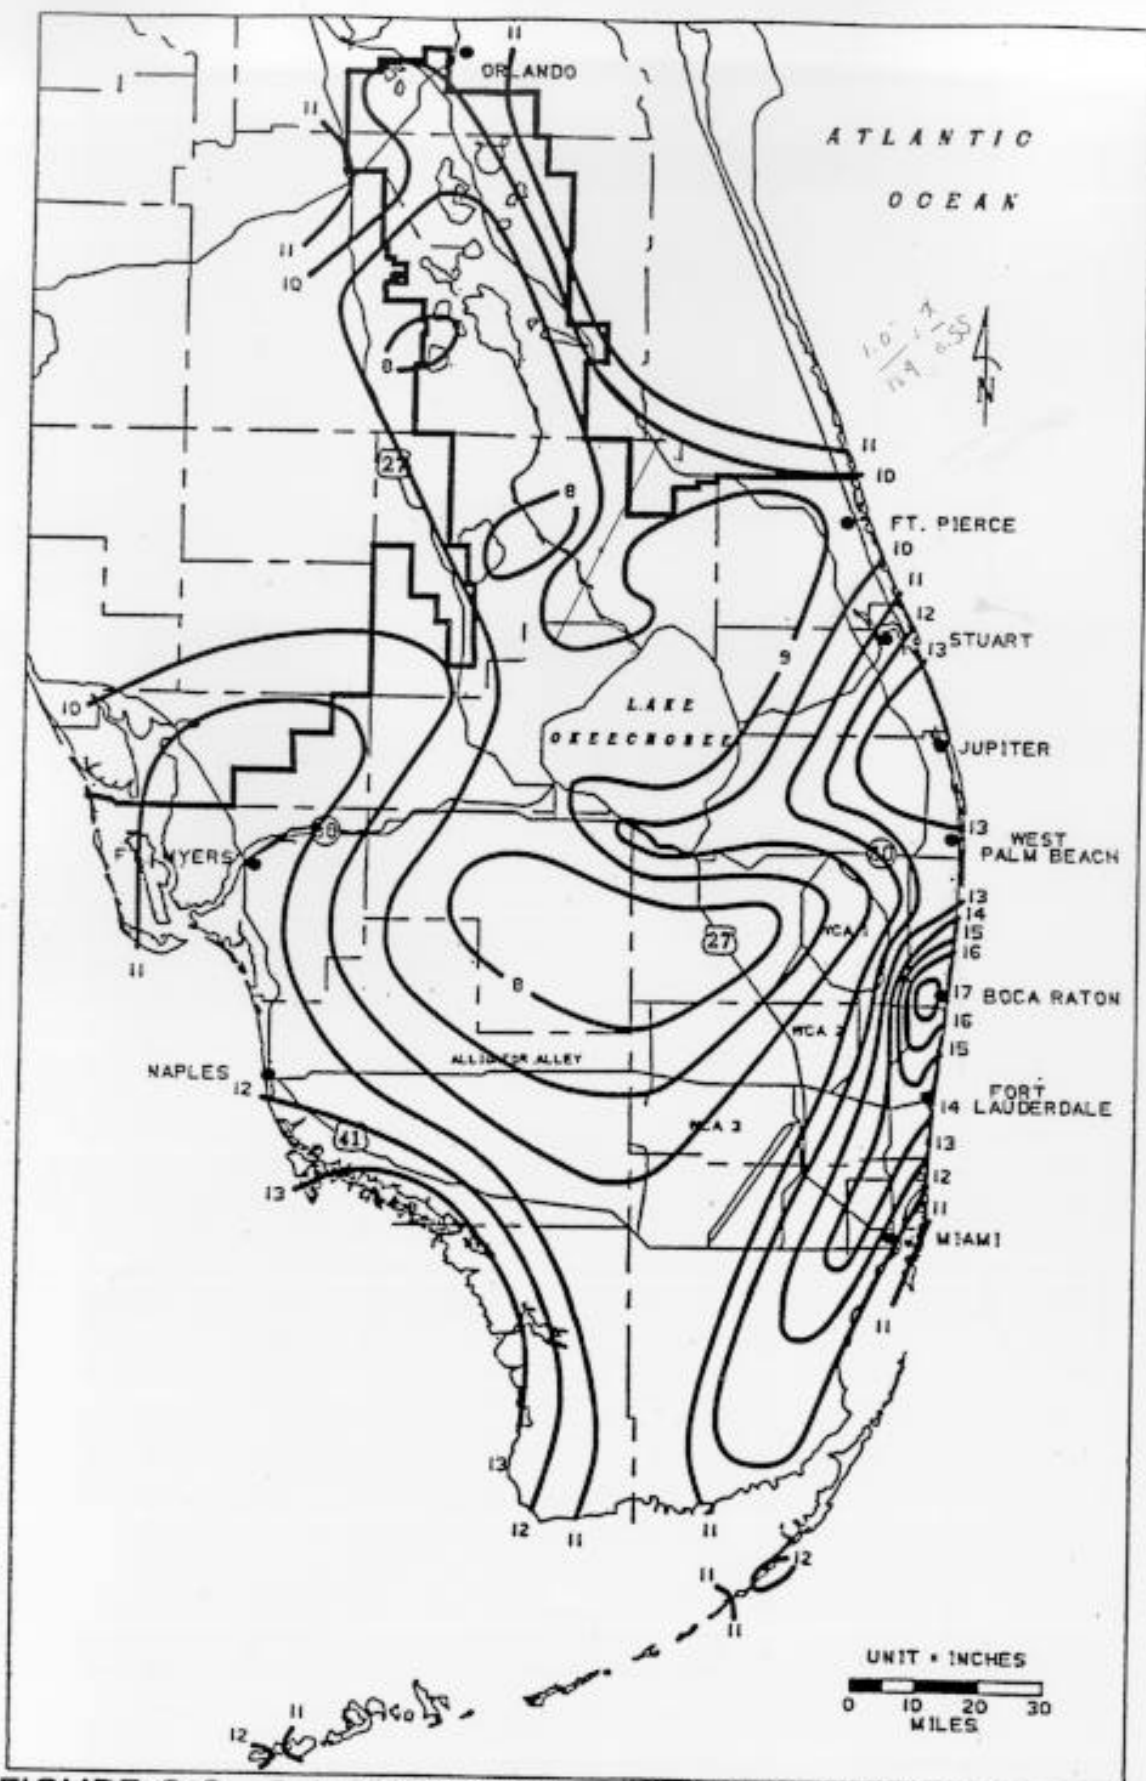 11
ORLANDO
ATLANTIC
OCEAN
11
11
10
8
27
8
11
10
FT. PIERCE
10
11
12
13
STUART
9
LAKE
OKEECHOBEE
10
JUPITER
13
WEST
PALM BEACH
MYERS
13
14
15
16
WCA 1
27
11
8
17
BOCA RATON
16
WCA 2
15
ALLIGATOR ALLEY
NAPLES
12
FORT
LAUDERDALE
14
WCA 3
13
41
12
13
11
MIAMI
11
13
12
11
11
12
11
11
UNIT = INCHES
0 10 20 30
MILES
11
12